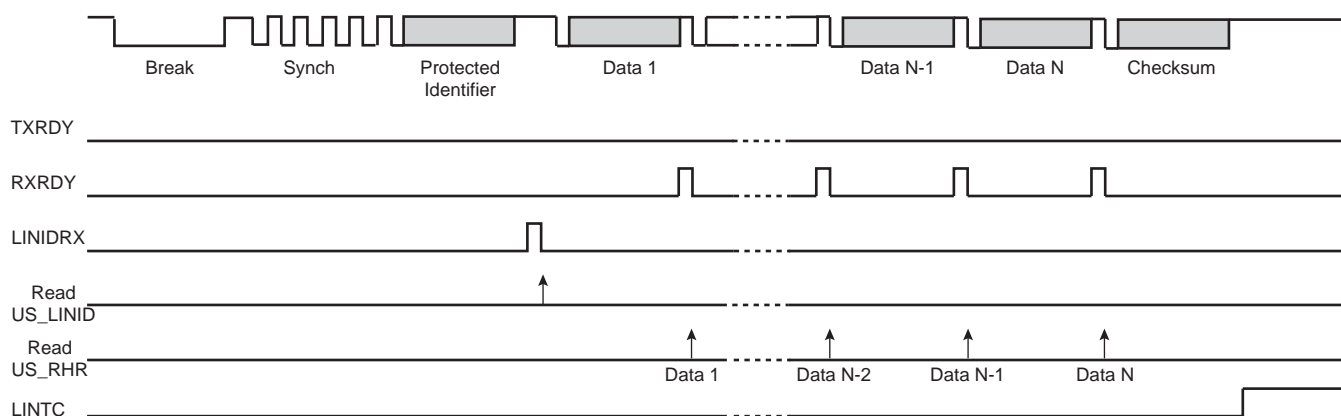 Break
Synch
Protected
Identifier
Data 1
Data N-1
Data N
Checksum
TXRDY
RXRDY
LINIDRX
Read
US_LINID
Read
US_RHR
Data 1
Data N-2
Data N-1
Data N
LINTC